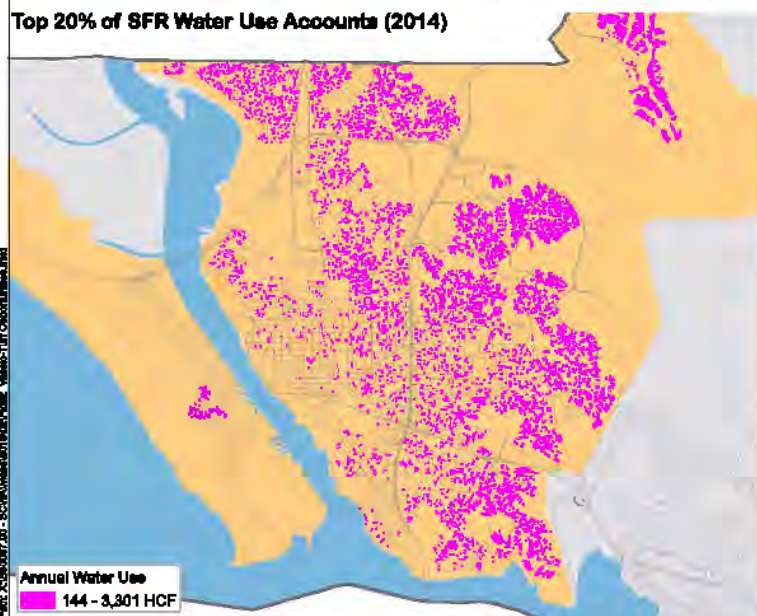 Top 20% of SFR Water Use Accounts (2014)
Annual Water Use
144 - 3,301 HCF